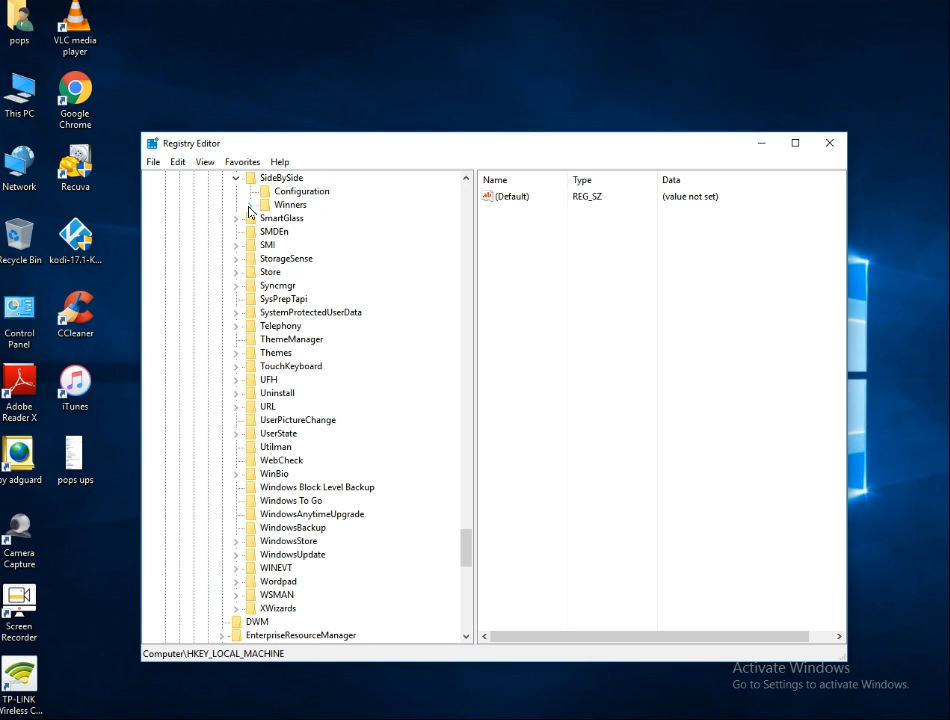 pops
VLC media
player
This PC
Google
Chrome
Network
Recuva
Recycle Bin
kodi-17.1-K...
Control
Panel
CCleaner
Adobe
Reader X
iTunes
by adguard
pops ups
Camera
Capture
Screen
Recorder
TP-LINK
Wireless C...
Registry Editor
File Edit View Favorites Help
SideBySide
Configuration
Winners
SmartGlass
SMDEn
SMI
StorageSense
Store
Syncmgr
SysPrepTapi
SystemProtectedUserData
Telephony
ThemeManager
Themes
TouchKeyboard
UFH
Uninstall
URL
UserPictureChange
UserState
Utilman
WebCheck
WinBio
Windows Block Level Backup
Windows To Go
WindowsAnytimeUpgrade
WindowsBackup
WindowsStore
WindowsUpdate
WINEVT
Wordpad
WSMAN
XWizards
DWM
EnterpriseResourceManager
Name Type Data
ab (Default) REG_SZ (value not set)
Computer\HKEY_LOCAL_MACHINE
Activate Windows
Go to Settings to activate Windows.